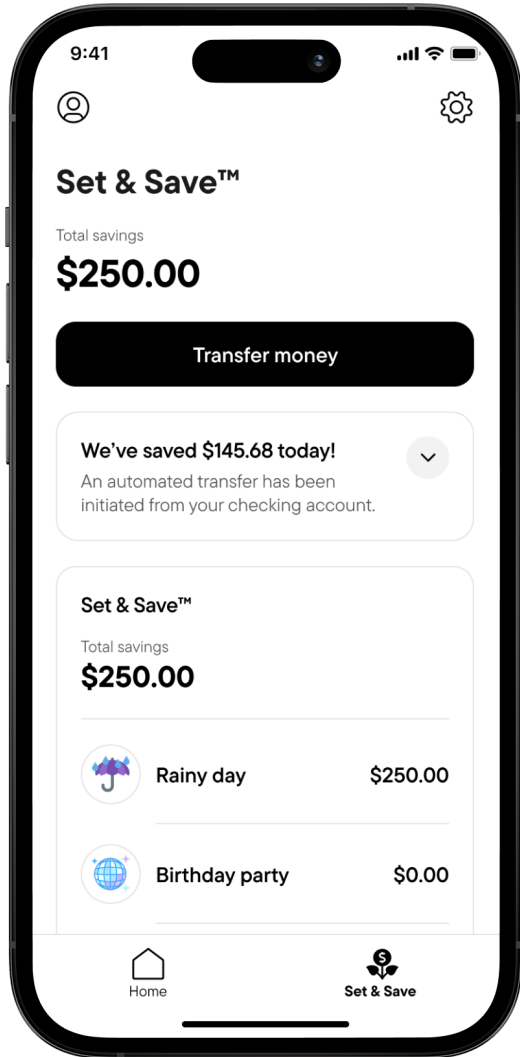 9:41
Set & Save™
Total savings
$250.00
Transfer money
We’ve saved $145.68 today!
An automated transfer has been
initiated from your checking account.
Set & Save™
Total savings
$250.00
Rainy day $250.00
Birthday party $0.00
Home
$
Set & Save